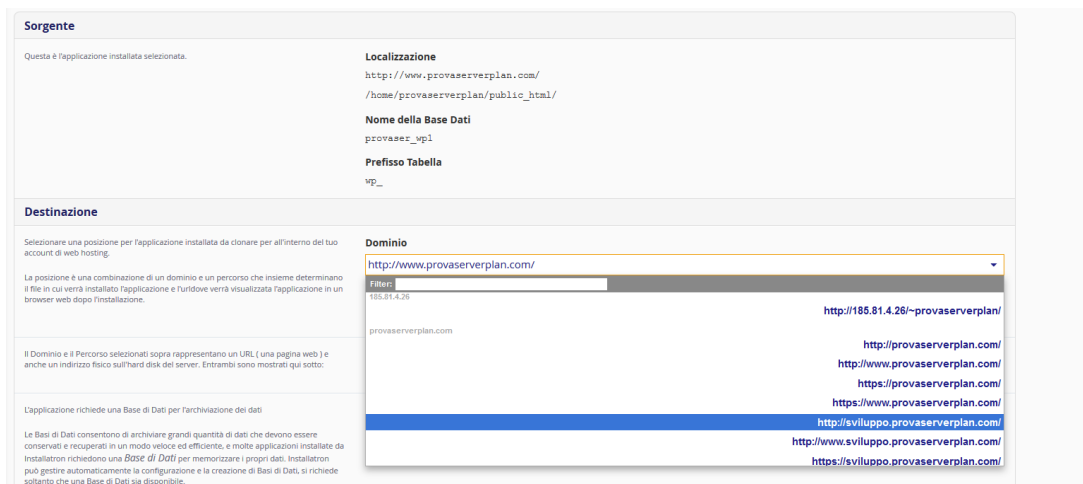 Sorgente
Questa è l'applicazione installata selezionata.
Localizzazione
http://www.provaserverplan.com/
/home/provaserverplan/public_html/
Nome della Base Dati
provaser_wp1
Prefisso Tabella
wp_
Destinazione
Selezionare una posizione per l'applicazione installata da clonare per all'interno del tuo
account di web hosting.
La posizione è una combinazione di un dominio e un percorso che insieme determinano
il file in cui verrà installato l'applicazione e l'urldove verrà visualizzata l'applicazione in un
browser web dopo l'installazione.
Dominio
http://www.provaserverplan.com/
Filter:
185.81.4.26
http://185.81.4.26/~provaserverplan/
provaserverplan.com
http://provaserverplan.com/
http://www.provaserverplan.com/
https://provaserverplan.com/
https://www.provaserverplan.com/
http://sviluppo.provaserverplan.com/
http://www.sviluppo.provaserverplan.com/
https://sviluppo.provaserverplan.com/
Il Dominio e il Percorso selezionati sopra rappresentano un URL ( una pagina web ) e
anche un indirizzo fisico sull'hard disk del server. Entrambi sono mostrati qui sotto:
L'applicazione richiede una Base di Dati per l'archiviazione dei dati
Le Basi di Dati consentono di archiviare grandi quantità di dati che devono essere
conservati e recuperati in un modo veloce ed efficiente, e molte applicazioni installate da
Installatron richiedono una Base di Dati per memorizzare i propri dati. Installatron
può gestire automaticamente la configurazione e la creazione di Basi di Dati, si richiede
soltanto che una Base di Dati sia disponibile.